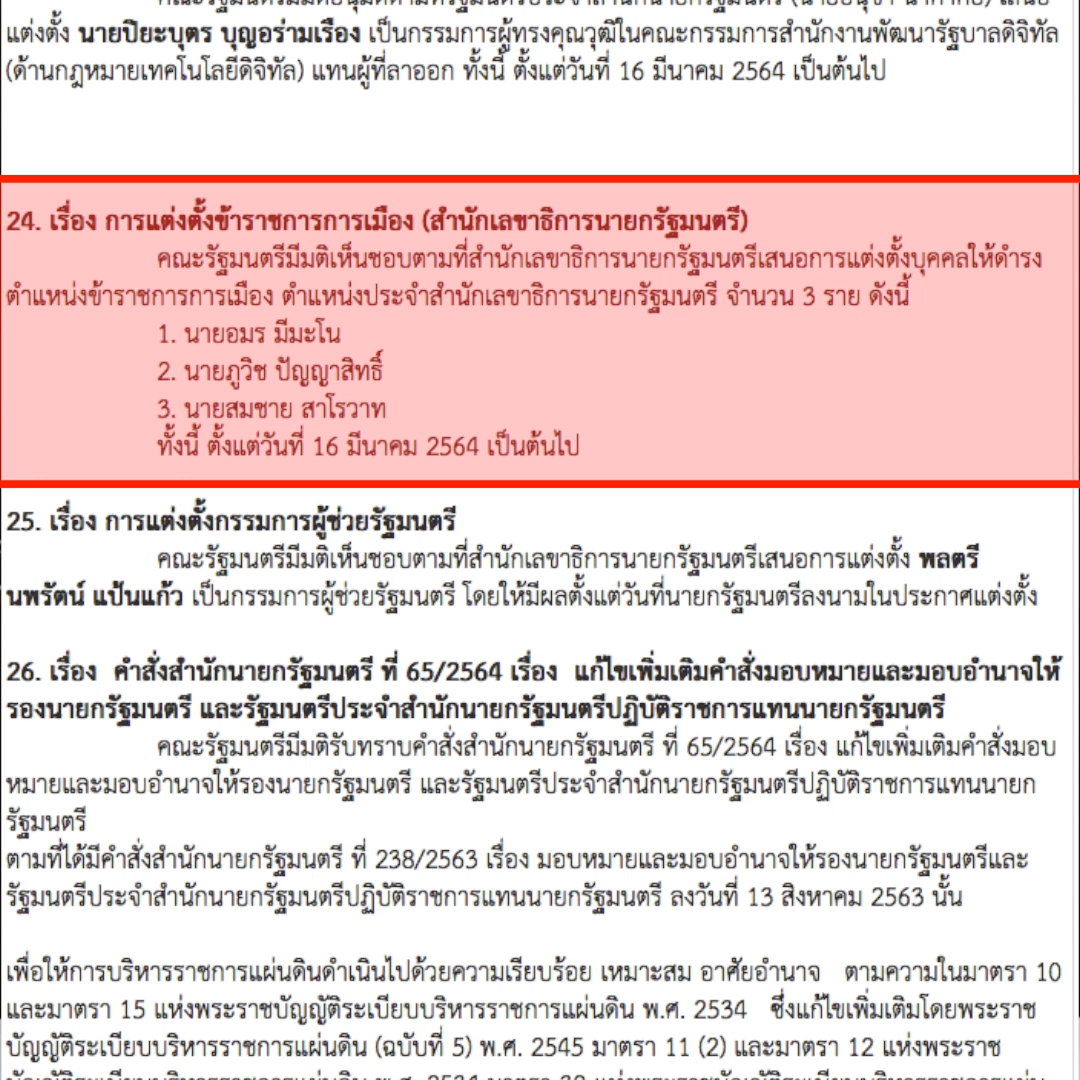 แต่งตั้ง นายปิยะบุตร บุญอร่ามเรือง เป็นกรรมการผู้ทรงคุณวุฒิในคณะกรรมการสำนักงานพัฒนารัฐบาลดิจิทัล
(ด้านกฎหมายเทคโนโลยีดิจิทัล) แทนผู้ที่ลาออก ทั้งนี้ ตั้งแต่วันที่ 16 มีนาคม 2564 เป็นต้นไป
24. เรื่อง การแต่งตั้งข้าราชการการเมือง (สำนักเลขาธิการนายกรัฐมนตรี)
คณะรัฐมนตรีมีมติเห็นชอบตามที่สำนักเลขาธิการนายกรัฐมนตรีเสนอการแต่งตั้งบุคคลให้ดำรง
ตำแหน่งข้าราชการการเมือง ตำแหน่งประจำสำนักเลขาธิการนายกรัฐมนตรี จำนวน 3 ราย ดังนี้
1. นายอมร มีมะโน
2. นายภูวิช ปัญญาสิทธิ์
3. นายสมชาย สาโรวาท
ทั้งนี้ ตั้งแต่วันที่ 16 มีนาคม 2564 เป็นต้นไป
25. เรื่อง การแต่งตั้งกรรมการผู้ช่วยรัฐมนตรี
คณะรัฐมนตรีมีมติเห็นชอบตามที่สำนักเลขาธิการนายกรัฐมนตรีเสนอการแต่งตั้ง พลตรี
นพรัตน์ แป้นแก้ว เป็นกรรมการผู้ช่วยรัฐมนตรี โดยให้มีผลตั้งแต่วันที่นายกรัฐมนตรีลงนามในประกาศแต่งตั้ง
26. เรื่อง คำสั่งสำนักนายกรัฐมนตรี ที่ 65/2564 เรื่อง แก้ไขเพิ่มเติมคำสั่งมอบหมายและมอบอำนาจให้
รองนายกรัฐมนตรี และรัฐมนตรีประจำสำนักนายกรัฐมนตรีปฏิบัติราชการแทนนายกรัฐมนตรี
คณะรัฐมนตรีมีมติรับทราบคำสั่งสำนักนายกรัฐมนตรี ที่ 65/2564 เรื่อง แก้ไขเพิ่มเติมคำสั่งมอบ
หมายและมอบอำนาจให้รองนายกรัฐมนตรี และรัฐมนตรีประจำสำนักนายกรัฐมนตรีปฏิบัติราชการแทนนายก
รัฐมนตรี
ตามที่ได้มีคำสั่งสำนักนายกรัฐมนตรี ที่ 238/2563 เรื่อง มอบหมายและมอบอำนาจให้รองนายกรัฐมนตรีและ
รัฐมนตรีประจำสำนักนายกรัฐมนตรีปฏิบัติราชการแทนนายกรัฐมนตรี ลงวันที่ 13 สิงหาคม 2563 นั้น
เพื่อให้การบริหารราชการแผ่นดินดำเนินไปด้วยความเรียบร้อย เหมาะสม อาศัยอำนาจ ตามความในมาตรา 10
และมาตรา 15 แห่งพระราชบัญญัติระเบียบบริหารราชการแผ่นดิน พ.ศ. 2534 ซึ่งแก้ไขเพิ่มเติมโดยพระราช
บัญญัติระเบียบบริหารราชการแผ่นดิน (ฉบับที่ 5) พ.ศ. 2545 มาตรา 11 (2) และมาตรา 12 แห่งพระราช